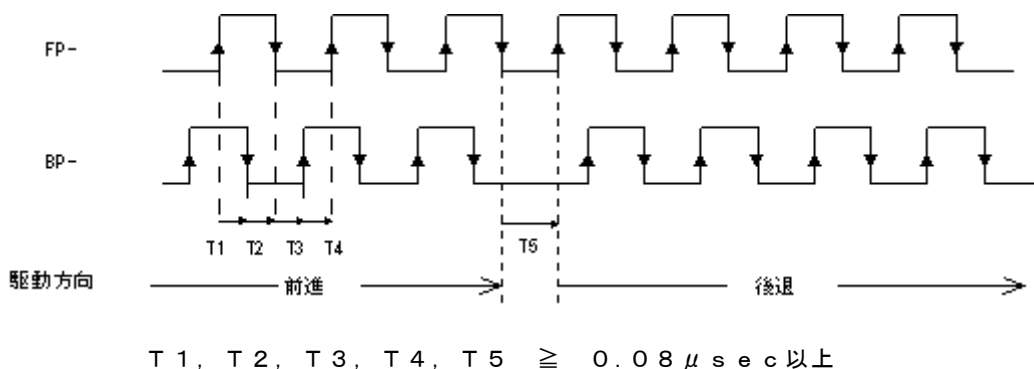 FP-
BP-
T1 T2 T3 T4 T5
駆動方向 前進 後退
T1, T2, T3, T4, T5 ≧ 0.08μsec以上